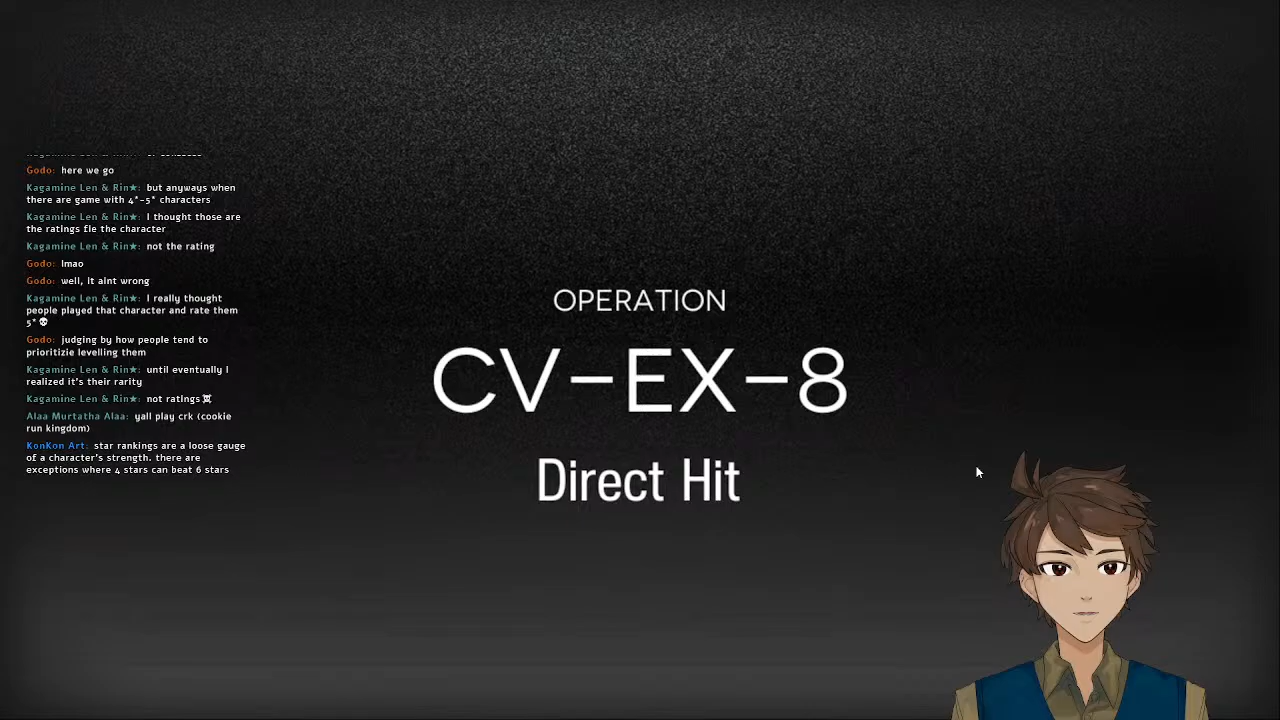 Godo: here we go
Kagamine Len & Rin★: but anyways when
there are game with 4*-5* characters
Kagamine Len & Rin★: I thought those are
the ratings fie the character
Kagamine Len & Rin★: not the rating
Godo: lmao
Godo: well, it aint wrong
Kagamine Len & Rin★: I really thought
people played that character and rate them
5*💀
Godo: judging by how people tend to
prioritizie levelling them
Kagamine Len & Rin★: until eventually I
realized it's their rarity
Kagamine Len & Rin★: not ratings☠
Alaa Murtatha Alaa: yall play crk (cookie
run kingdom)
KonKon Art: star rankings are a loose gauge
of a character's strength. there are
exceptions where 4 stars can beat 6 stars
OPERATION
CV-EX-8
Direct Hit